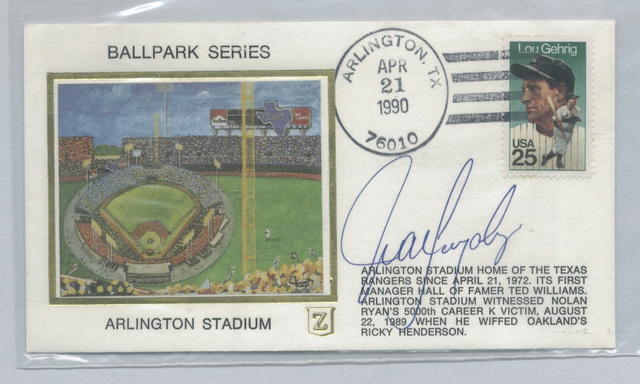 BALLPARK SERIES
ARLINGTON, TX
APR
21
1990
76010
Lou Gehrig
USA
25
ARLINGTON STADIUM HOME OF THE TEXAS
RANGERS SINCE APRIL 21, 1972. ITS FIRST
MANAGER HALL OF FAMER TED WILLIAMS.
ARLINGTON STADIUM WITNESSED NOLAN
RYAN'S 5000th CAREER K VICTIM, AUGUST
22, 1989 WHEN HE WIFFED OAKLAND'S
RICKY HENDERSON.
ARLINGTON STADIUM
Z